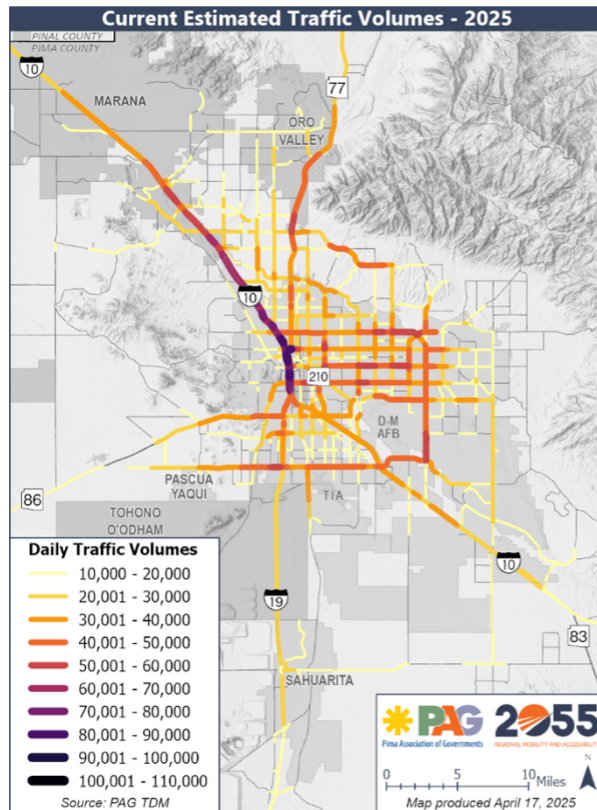 Current Estimated Traffic Volumes - 2025
PINAL COUNTY
PIMA COUNTY
10
MARANA
77
ORO
VALLEY
10
210
D-M
AFB
PASCUA
YAQUI
TIA
86
TOHONO
O'ODHAM
10
19
83
SAHUARITA
Daily Traffic Volumes
10,000 - 20,000
20,001 - 30,000
30,001 - 40,000
40,001 - 50,000
50,001 - 60,000
60,001 - 70,000
70,001 - 80,000
80,001 - 90,000
90,001 - 100,000
100,001 - 110,000
Source: PAG TDM
PAG
Pima Association of Governments
2055
REGIONAL MOBILITY AND ACCESSIBILITY
N
0 5 10 Miles
Map produced April 17, 2025